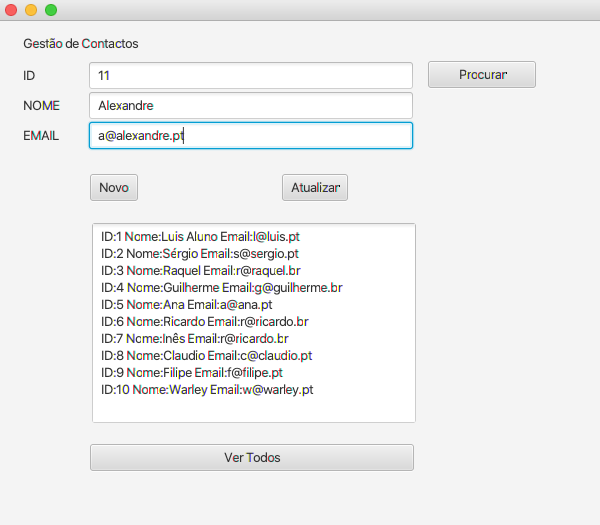 Gestão de Contactos
ID 11 Procurar
NOME Alexandre
EMAIL a@alexandre.pt
Novo Atualizar
ID:1 Nome:Luis Aluno Email:l@luis.pt
ID:2 Nome:Sérgio Email:s@sergio.pt
ID:3 Nome:Raquel Email:r@raquel.br
ID:4 Nome:Guilherme Email:g@guilherme.br
ID:5 Nome:Ana Email:a@ana.pt
ID:6 Nome:Ricardo Email:r@ricardo.br
ID:7 Nome:Inês Email:r@ricardo.br
ID:8 Nome:Claudio Email:c@claudio.pt
ID:9 Nome:Filipe Email:f@filipe.pt
ID:10 Nome:Warley Email:w@warley.pt
Ver Todos